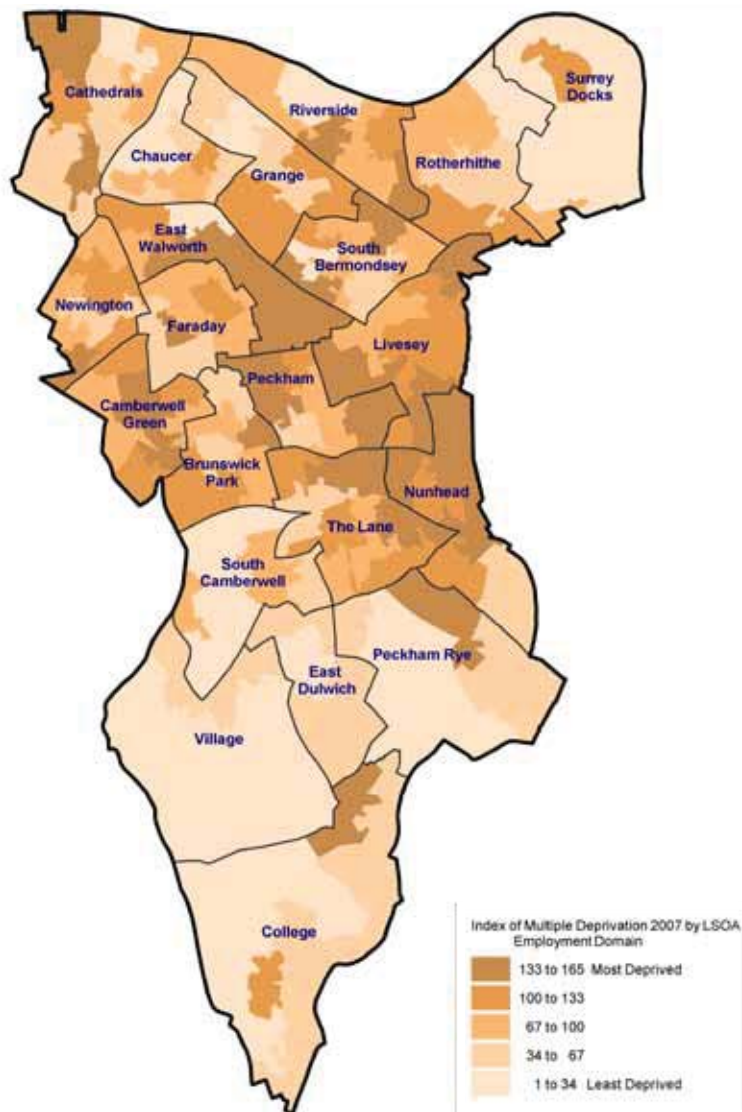 Cathedrals
Surrey
Docks
Riverside
Rotherhithe
Chaucer
Grange
East
Walworth
South
Bermondsey
Newington
Faraday
Livesey
Peckham
Camberwell
Green
Brunswick
Park
Nunhead
The Lane
South
Camberwell
Peckham Rye
East
Dulwich
Village
College
Index of Multiple Deprivation 2007 by LSOA
Employment Domain
133 to 165 Most Deprived
100 to 133
67 to 100
34 to 67
1 to 34 Least Deprived